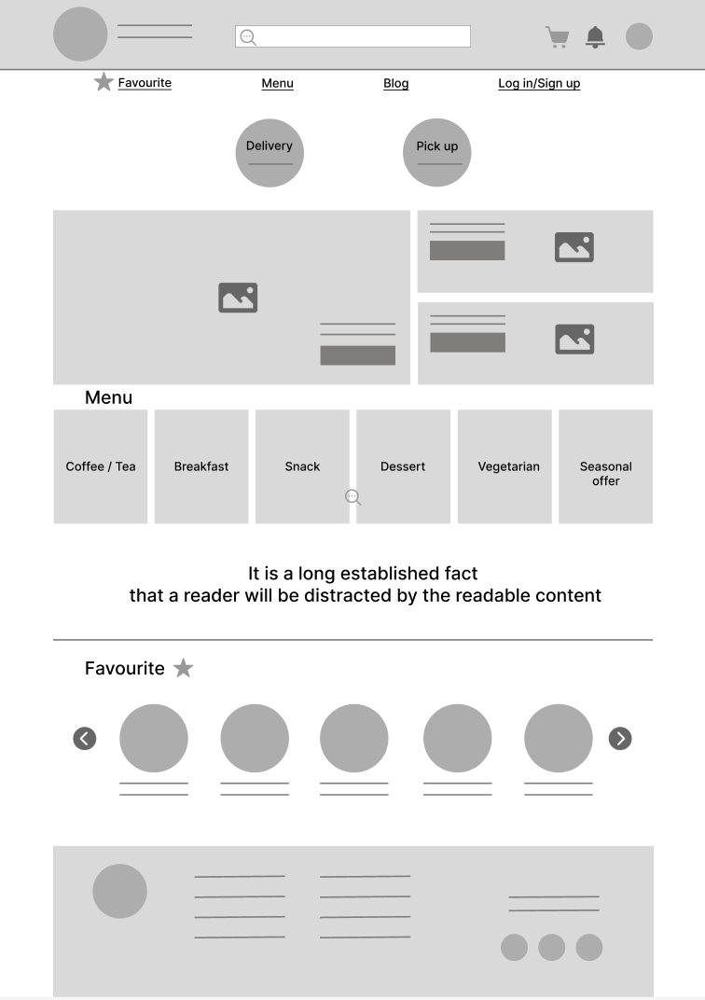 Favourite
Menu
Blog
Log in/Sign up
Delivery
Pick up
Menu
Coffee / Tea
Breakfast
Snack
Dessert
Vegetarian
Seasonal
offer
It is a long established fact
that a reader will be distracted by the readable content
Favourite